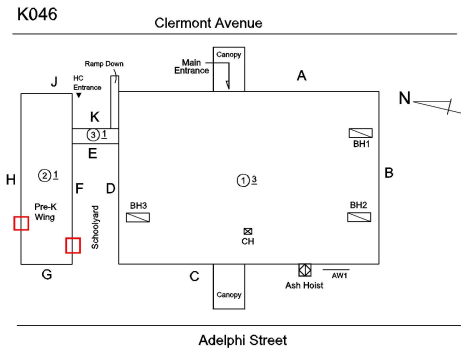 K046
Clermont Avenue
Canopy
Ramp Down
Main
Entrance
A
J
HC
Entrance
N
K
3 1
E
BH1
H
2 1
F
D
1 3
B
Pre-K
Wing
Schoolyard
BH3
BH2
CH
G
C
Canopy
Ash Hoist
AW1
Adelphi Street